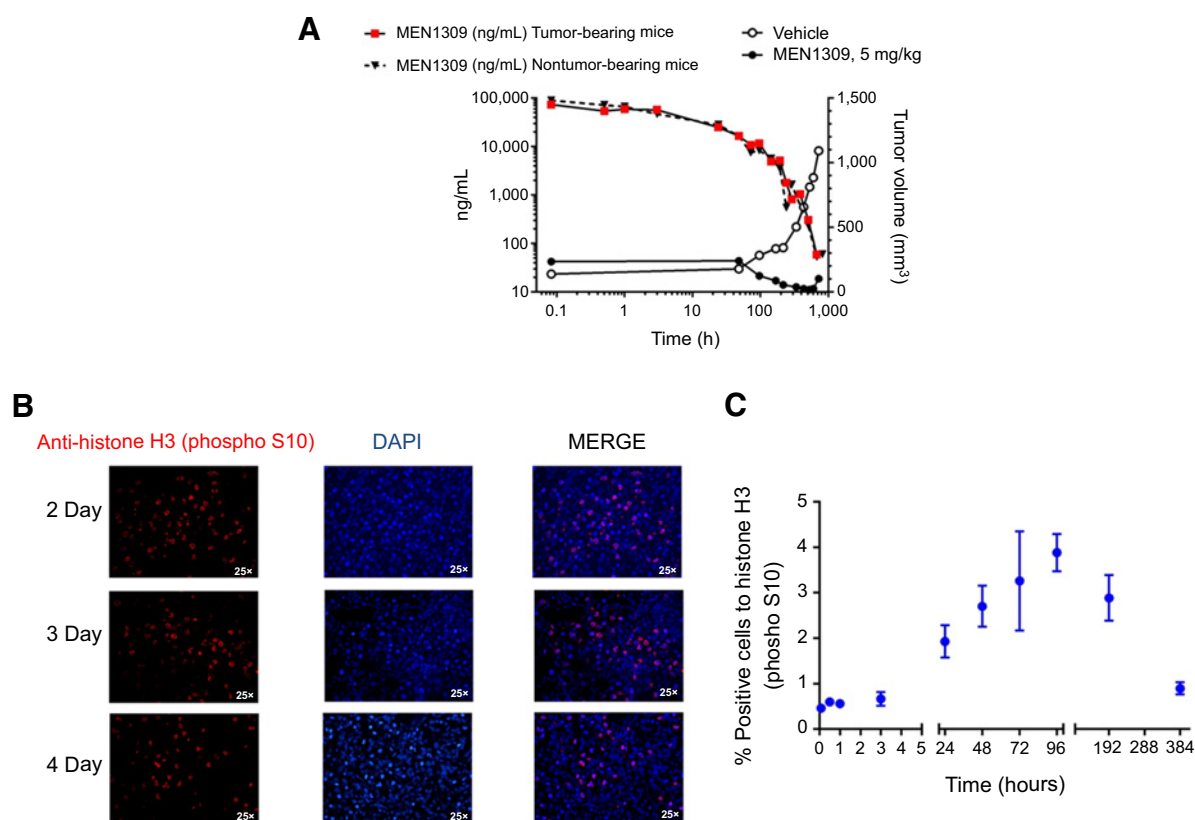 A
MEN1309 (ng/mL) Tumor-bearing mice
MEN1309 (ng/mL) Nontumor-bearing mice
Vehicle
MEN1309, 5 mg/kg
100,000
10,000
1,000
100
10
ng/mL
1,500
1,000
500
0
Tumor volume (mm³)
0.1 1 10 100 1,000
Time (h)
B
Anti-histone H3 (phospho S10) DAPI MERGE
2 Day
25× 25× 25×
3 Day
25× 25× 25×
4 Day
25× 25× 25×
C
% Positive cells to histone H3
(phosho S10)
5
4
3
2
1
0
0 1 2 3 4 5 24 48 72 96 192 288 384
Time (hours)